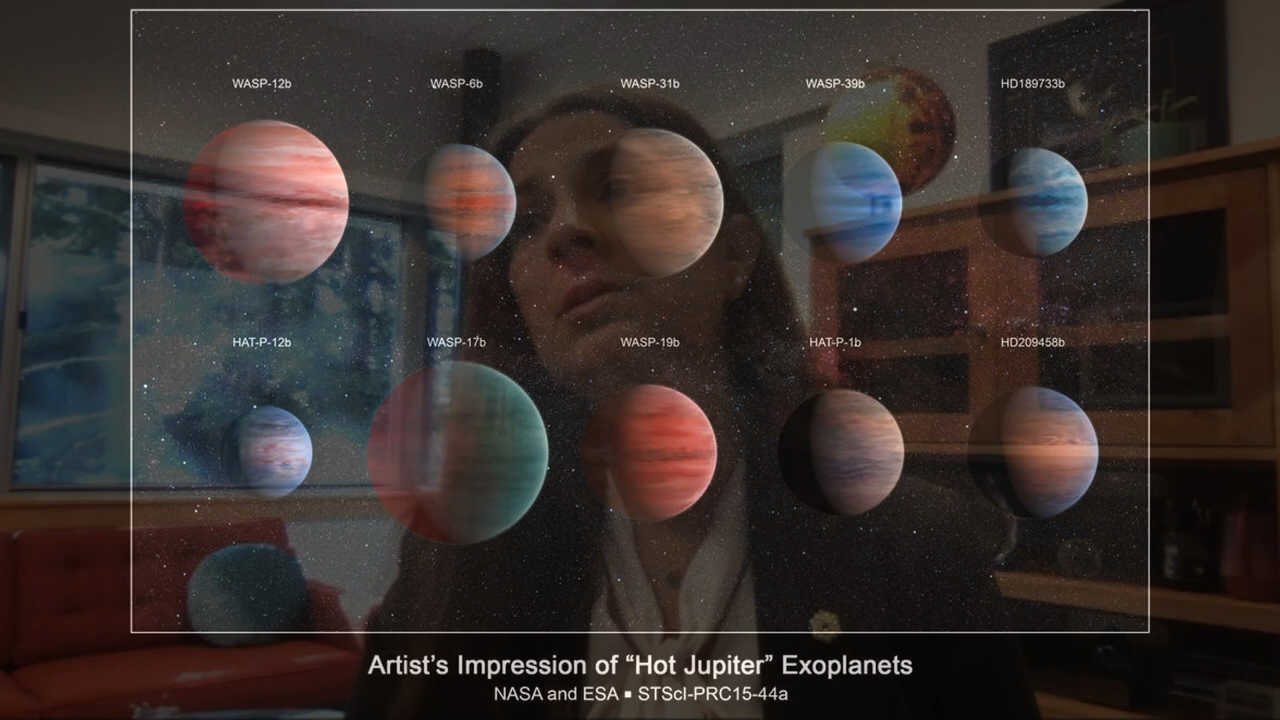 WASP-12b WASP-6b WASP-31b WASP-39b HD189733b
HAT-P-12b WASP-17b WASP-19b HAT-P-1b HD209458b
Artist's Impression of “Hot Jupiter” Exoplanets
NASA and ESA ▪ STScI-PRC15-44a